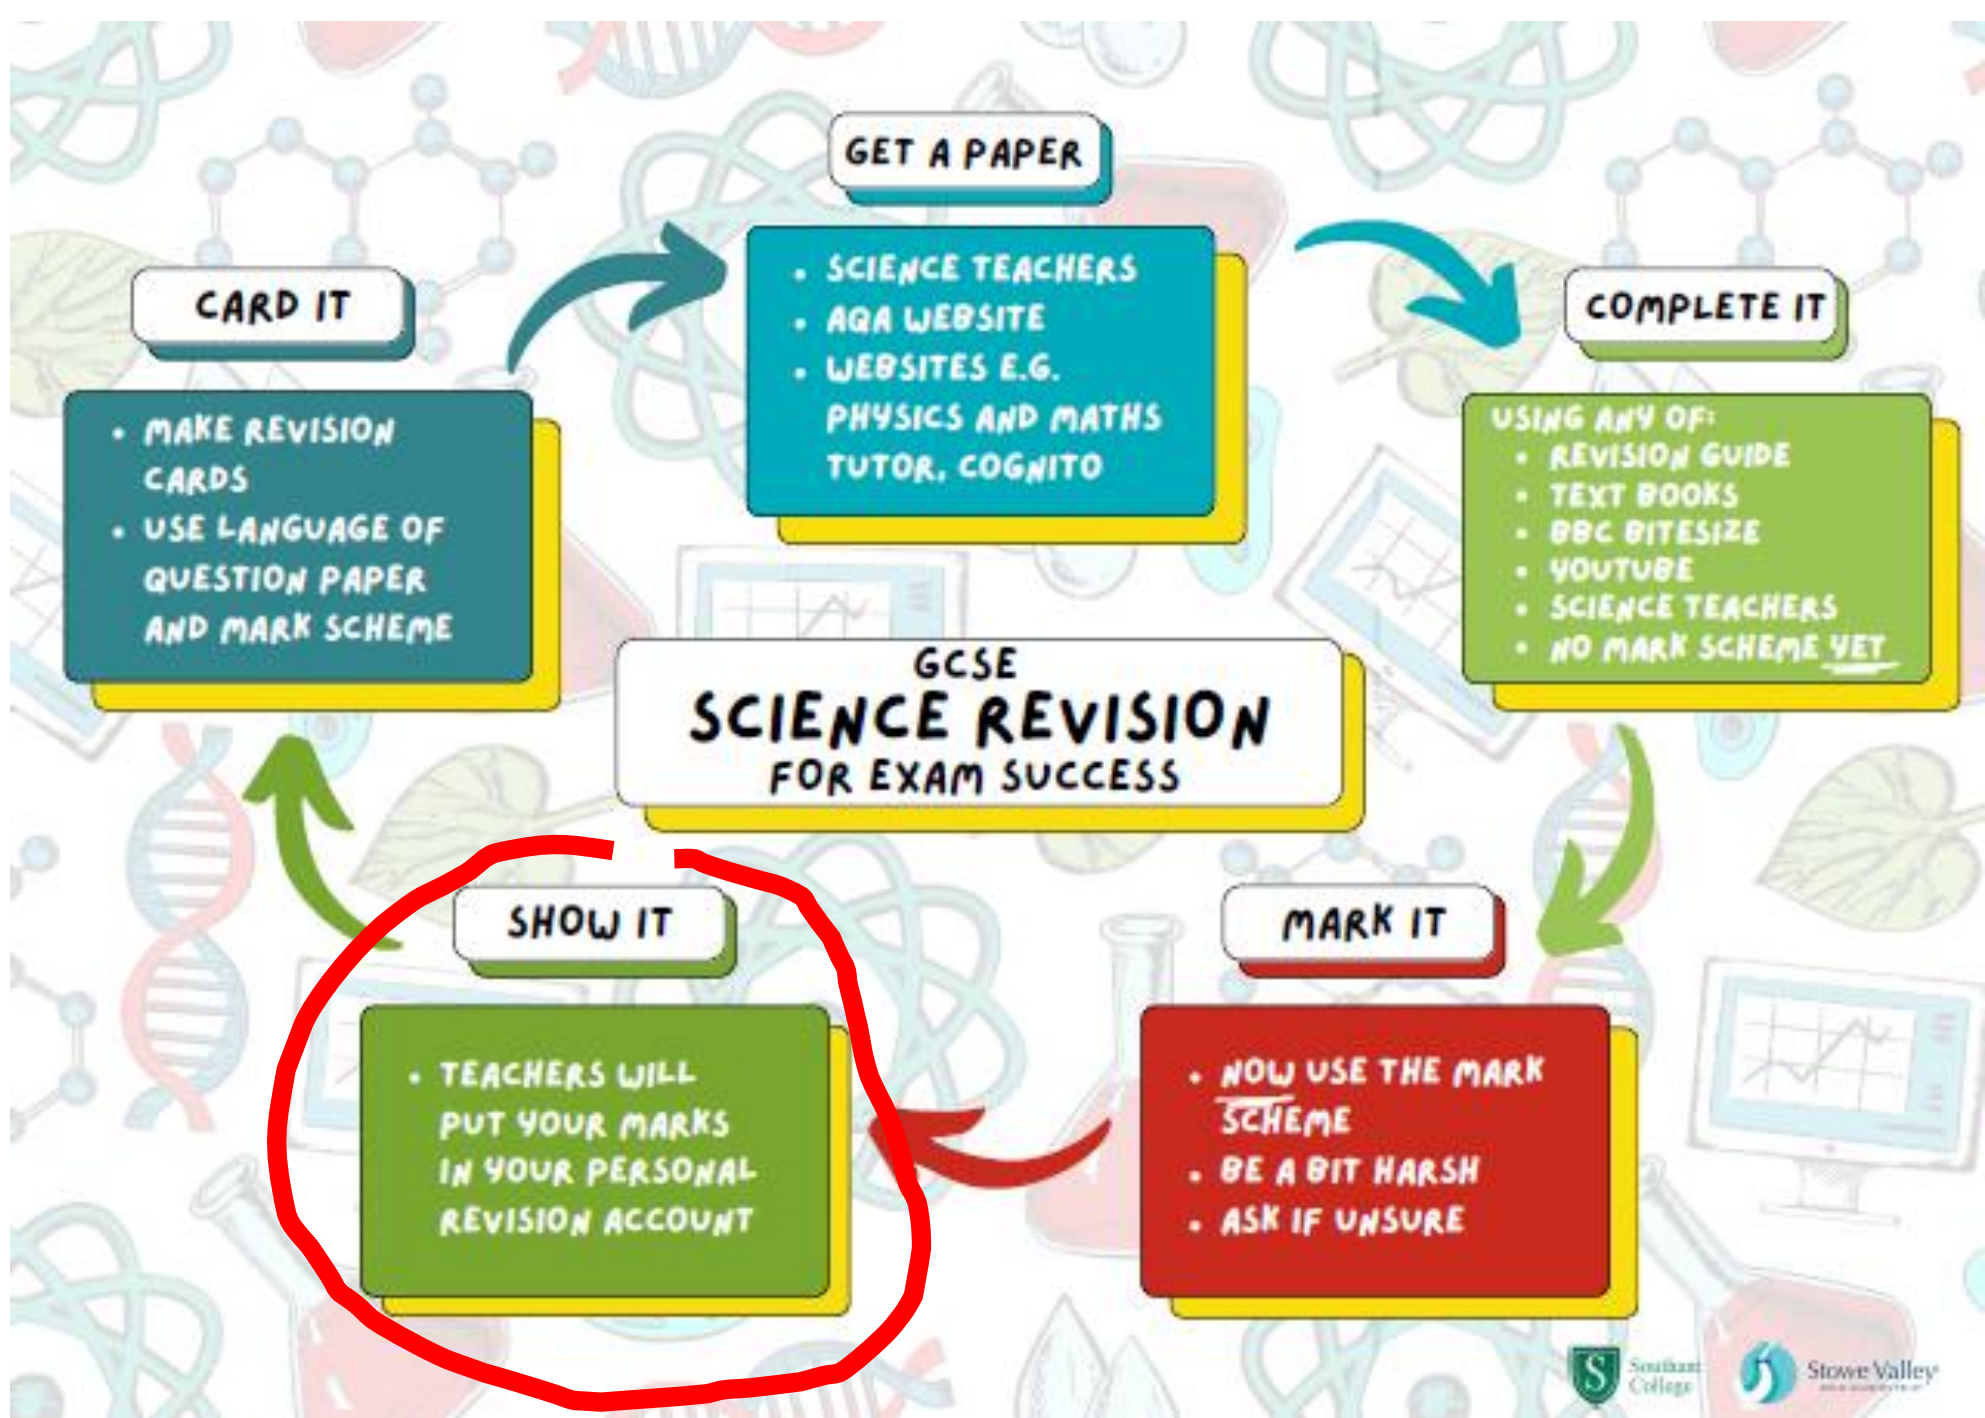 GET A PAPER
SCIENCE TEACHERS
AQA WEBSITE
WEBSITES E.G.
PHYSICS AND MATHS
TUTOR, COGNITO
CARD IT
MAKE REVISION
CARDS
USE LANGUAGE OF
QUESTION PAPER
AND MARK SCHEME
COMPLETE IT
USING ANY OF:
REVISION GUIDE
TEXT BOOKS
BBC BITESIZE
YOUTUBE
SCIENCE TEACHERS
NO MARK SCHEME YET
GCSE
SCIENCE REVISION
FOR EXAM SUCCESS
SHOW IT
TEACHERS WILL
PUT YOUR MARKS
IN YOUR PERSONAL
REVISION ACCOUNT
MARK IT
NOW USE THE MARK
SCHEME
BE A BIT HARSH
ASK IF UNSURE
S
Southam
College
Stowe Valley